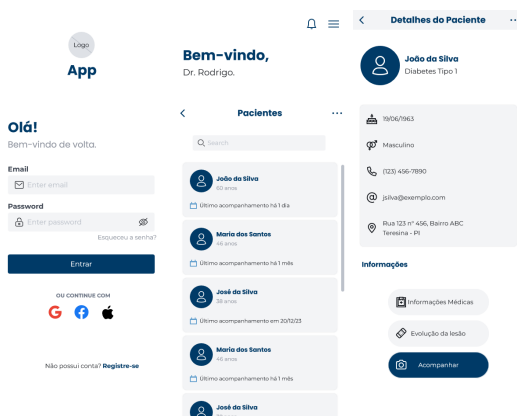 Logo
App
Olá!
Bem-vindo de volta.
Email
Enter email
Password
Enter password
Esqueceu a senha?
Entrar
OU CONTINUE COM
Não possui conta? Registre-se
Bem-vindo,
Dr. Rodrigo.
Pacientes
Search
João da Silva
60 anos
Último acompanhamento há 1 dia
Maria dos Santos
46 anos
Último acompanhamento há 1 mês
José da Silva
38 anos
Último acompanhamento em 20/12/23
Maria dos Santos
46 anos
Último acompanhamento há 1 mês
José da Silva
Detalhes do Paciente
João da Silva
Diabetes Tipo 1
19/06/1963
Masculino
(123) 456-7890
jsilva@exemplo.com
Rua 123 nº 456, Bairro ABC
Teresina - PI
Informações
Informações Médicas
Evolução da lesão
Acompanhar